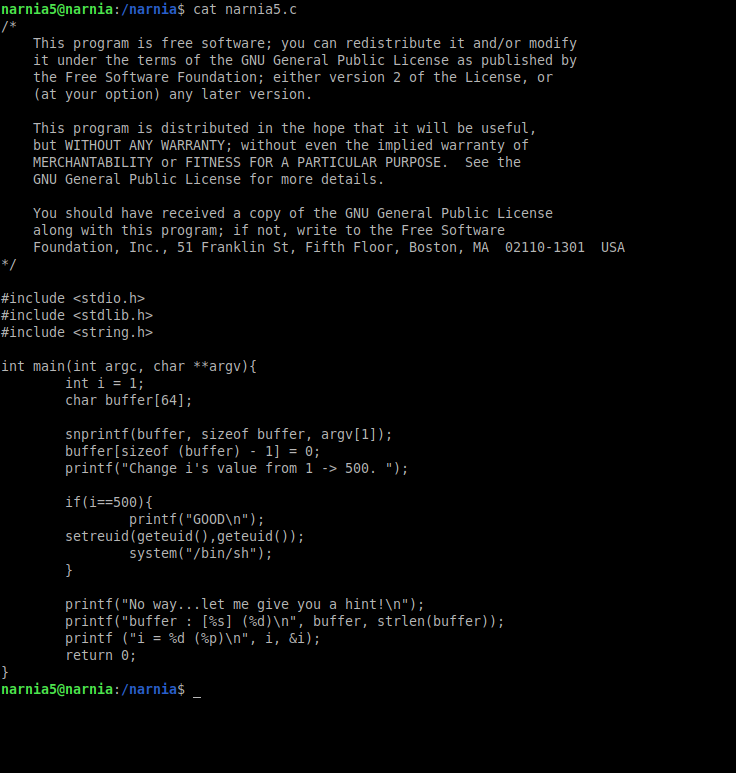 narnia5@narnia:/narnia$ cat narnia5.c
/*
    This program is free software; you can redistribute it and/or modify
    it under the terms of the GNU General Public License as published by
    the Free Software Foundation; either version 2 of the License, or
    (at your option) any later version.

    This program is distributed in the hope that it will be useful,
    but WITHOUT ANY WARRANTY; without even the implied warranty of
    MERCHANTABILITY or FITNESS FOR A PARTICULAR PURPOSE.  See the
    GNU General Public License for more details.

    You should have received a copy of the GNU General Public License
    along with this program; if not, write to the Free Software
    Foundation, Inc., 51 Franklin St, Fifth Floor, Boston, MA  02110-1301  USA
*/

#include <stdio.h>
#include <stdlib.h>
#include <string.h>

int main(int argc, char **argv){
        int i = 1;
        char buffer[64];

        snprintf(buffer, sizeof buffer, argv[1]);
        buffer[sizeof (buffer) - 1] = 0;
        printf("Change i's value from 1 -> 500. ");

        if(i==500){
                printf("GOOD\n");
        setreuid(geteuid(),geteuid());
                system("/bin/sh");
        }

        printf("No way...let me give you a hint!\n");
        printf("buffer : [%s] (%d)\n", buffer, strlen(buffer));
        printf ("i = %d (%p)\n", i, &i);
        return 0;
}
narnia5@narnia:/narnia$ _